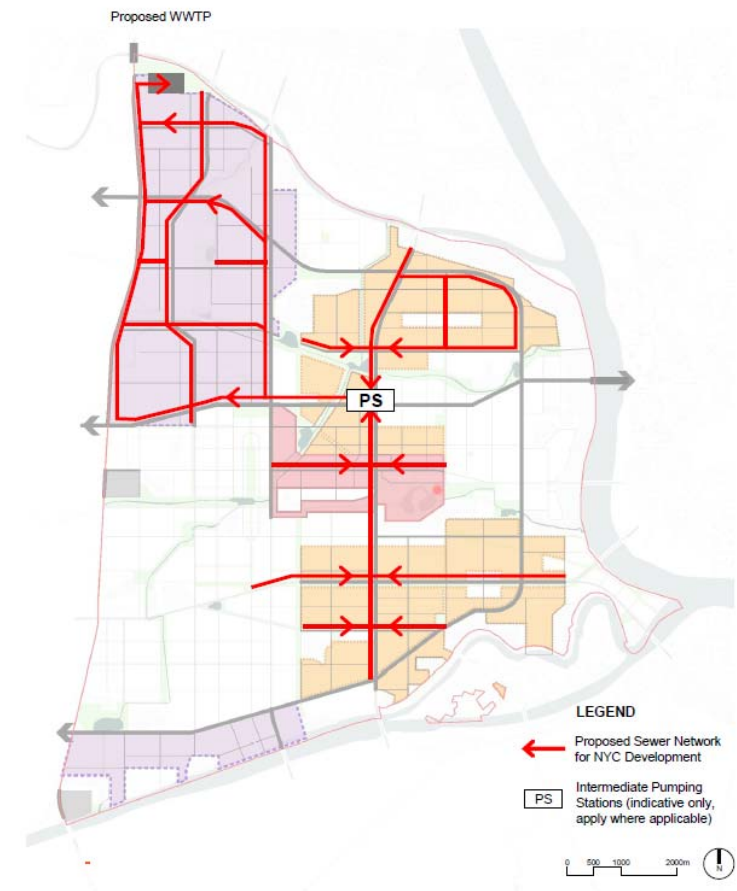 Proposed WWTP
PS
LEGEND
Proposed Sewer Network
for NYC Development
PS
Intermediate Pumping
Stations (indicative only,
apply where applicable)
0 500 1000 2000m
N